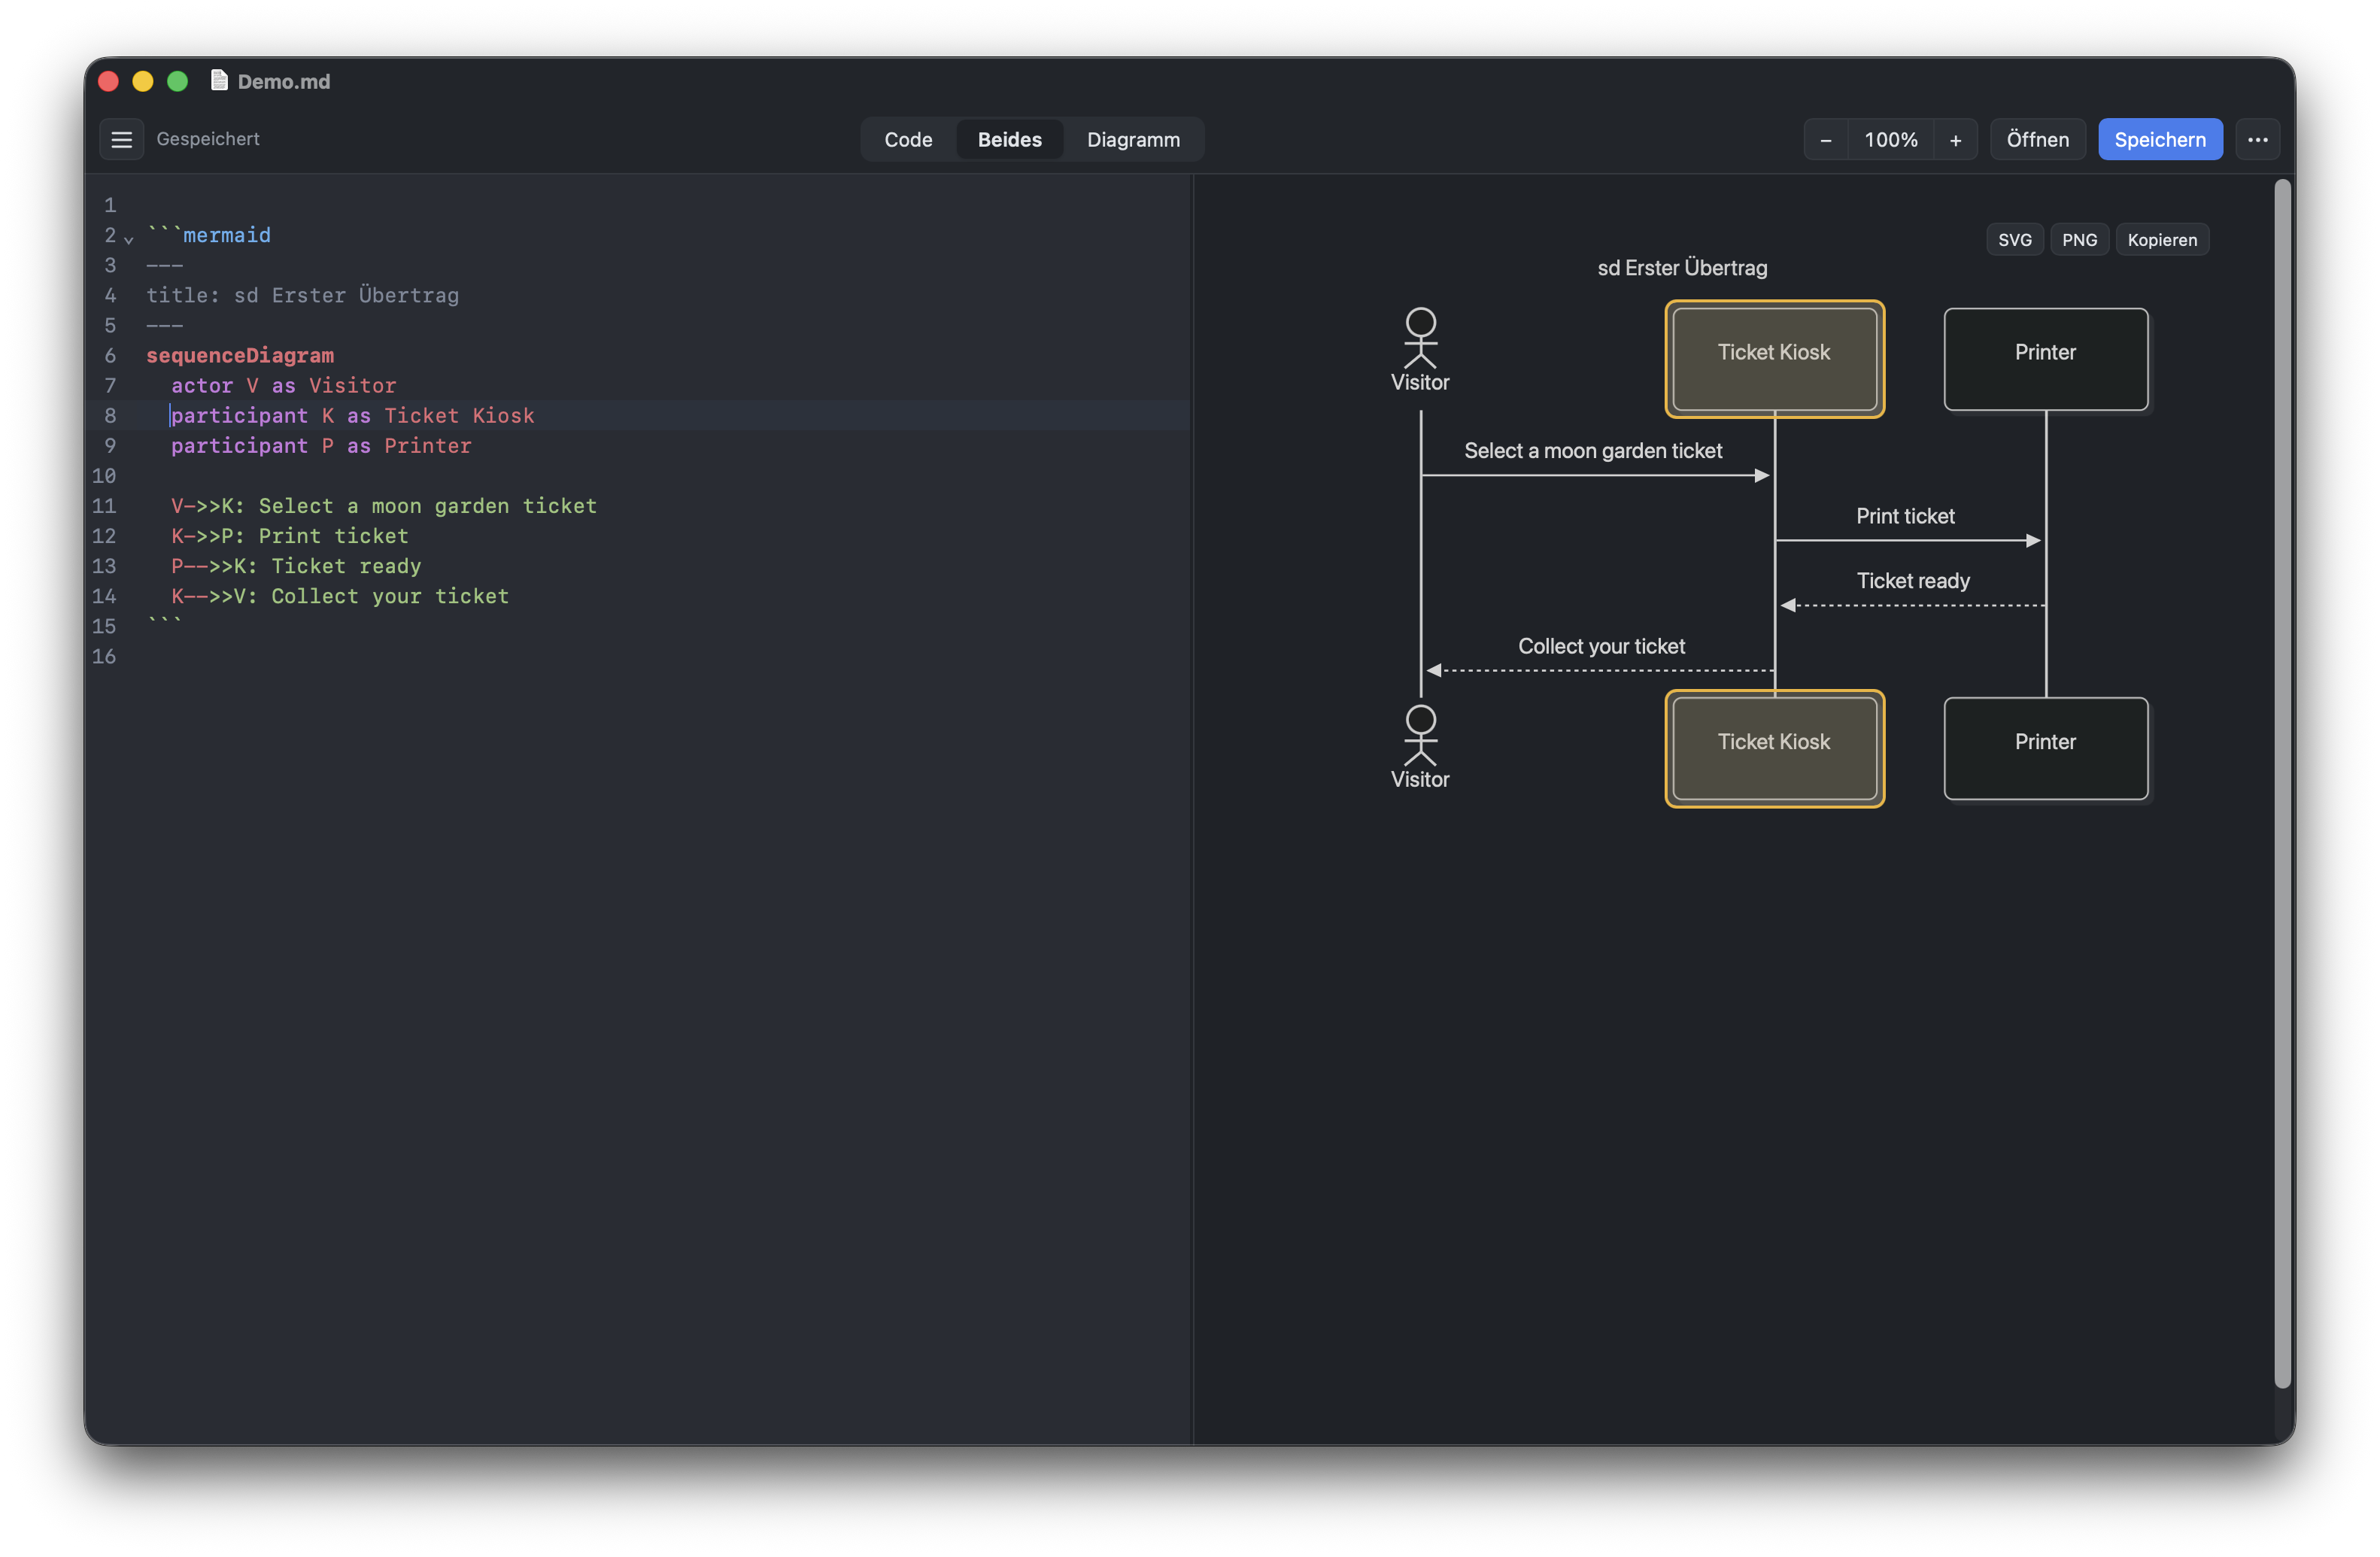 Demo.md
Gespeichert
Code Beides Diagramm
− 100% + Öffnen Speichern ···
1
2 ```mermaid
3 ---
4 title: sd Erster Übertrag
5 ---
6 sequenceDiagram
7   actor V as Visitor
8   participant K as Ticket Kiosk
9   participant P as Printer
10
11   V->>K: Select a moon garden ticket
12   K->>P: Print ticket
13   P-->>K: Ticket ready
14   K-->>V: Collect your ticket
15 ```
16
SVG PNG Kopieren
sd Erster Übertrag
Visitor Ticket Kiosk Printer
Select a moon garden ticket
Print ticket
Ticket ready
Collect your ticket
Visitor Ticket Kiosk Printer